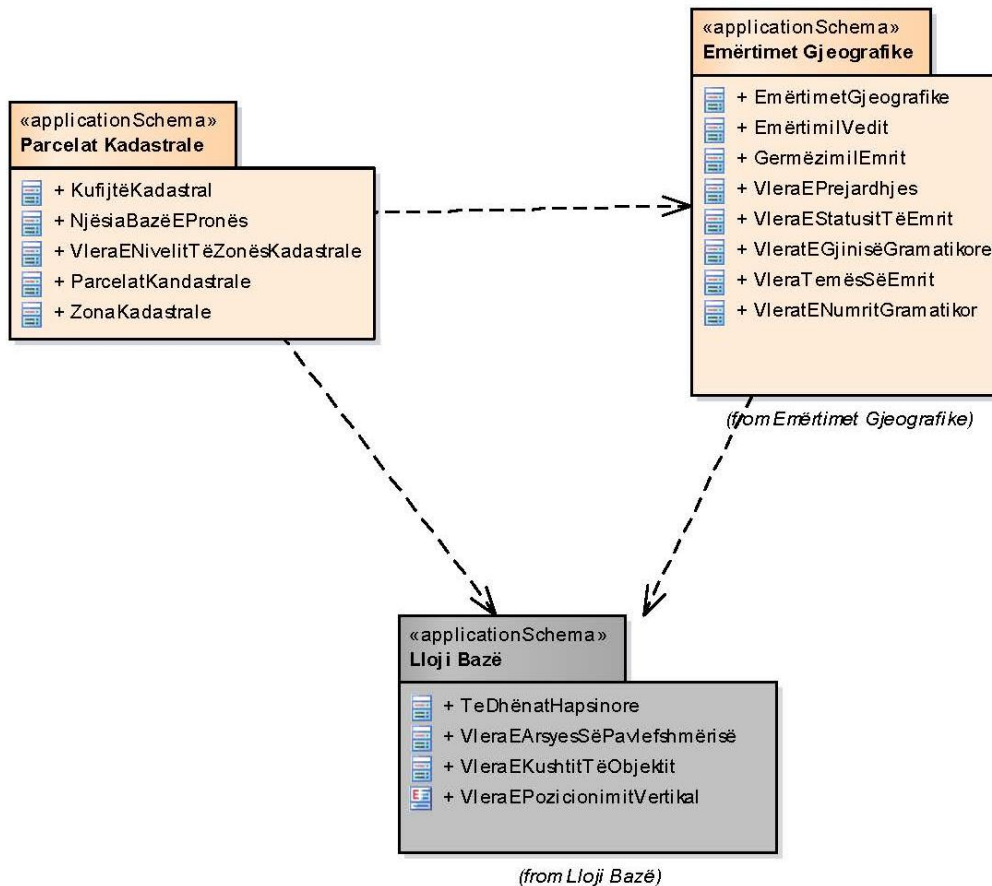 «applicationSchema»
Parcelat Kadastrale
+ KufijtëKadastral
+ NjësiaBazëEPronës
+ VleraENivelitTëZonësKadastrale
+ ParcelatKandastrale
+ ZonaKadastrale
«applicationSchema»
Emërtimet Gjeografike
+ EmërtimetGjeografike
+ EmërtimiIVedit
+ GermëzimiIEmrit
+ VleraEPrejardhjes
+ VleraEStatusitTëEmrit
+ VleratEGjinisëGramatikore
+ VleraTemësSëEmrit
+ VleratENumritGramatikor
(from Emërtimet Gjeografike)
«applicationSchema»
Lloji Bazë
+ TeDhënatHapsinore
+ VleraEArsyesSëPavlefshmërisë
+ VleraEKushtitTëObjektit
+ VleraEPozicionimitVertikal
(from Lloji Bazë)